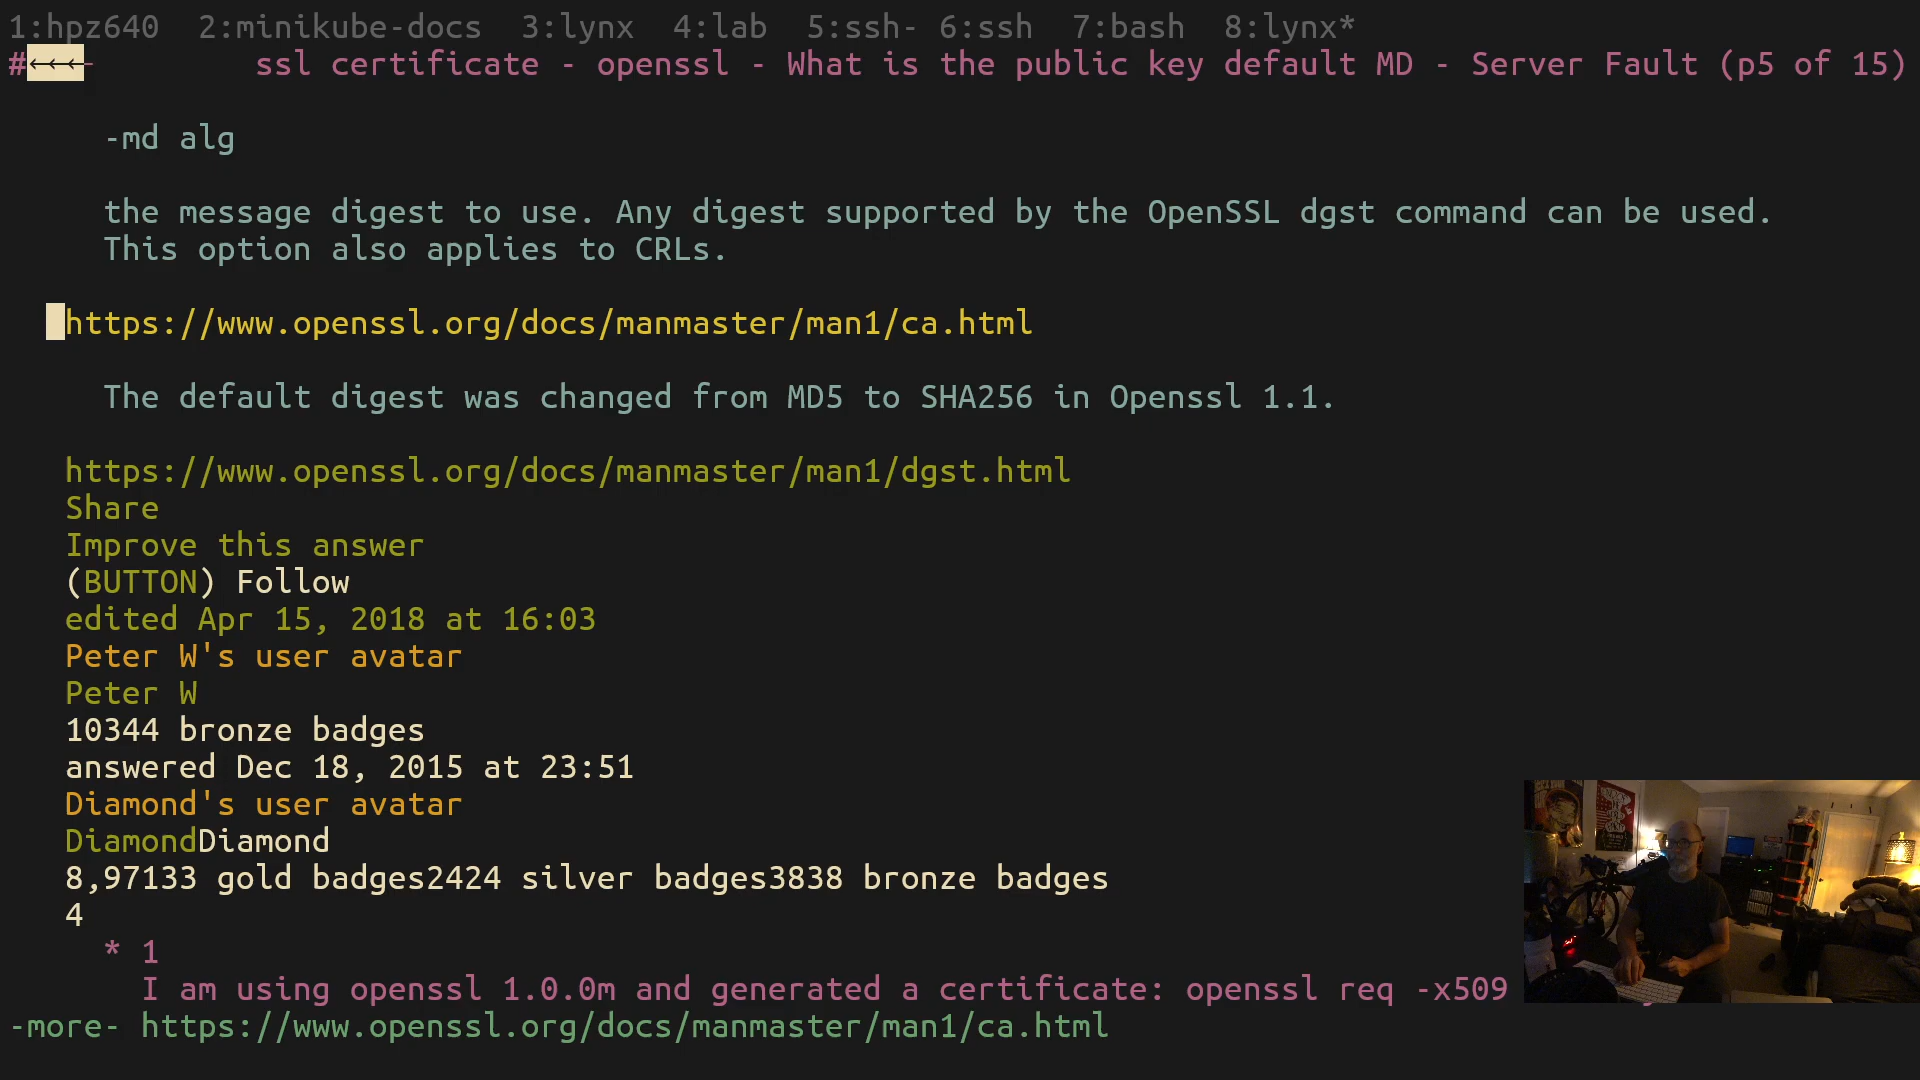 1:hpz640  2:minikube-docs  3:lynx  4:lab  5:ssh- 6:ssh  7:bash  8:lynx*
#←←← ssl certificate - openssl - What is the public key default MD - Server Fault (p5 of 15)
-md alg
the message digest to use. Any digest supported by the OpenSSL dgst command can be used.
This option also applies to CRLs.
https://www.openssl.org/docs/manmaster/man1/ca.html
The default digest was changed from MD5 to SHA256 in Openssl 1.1.
https://www.openssl.org/docs/manmaster/man1/dgst.html
Share
Improve this answer
(BUTTON) Follow
edited Apr 15, 2018 at 16:03
Peter W's user avatar
Peter W
10344 bronze badges
answered Dec 18, 2015 at 23:51
Diamond's user avatar
DiamondDiamond
8,97133 gold badges2424 silver badges3838 bronze badges
4
* 1
I am using openssl 1.0.0m and generated a certificate: openssl req -x509
-more- https://www.openssl.org/docs/manmaster/man1/ca.html